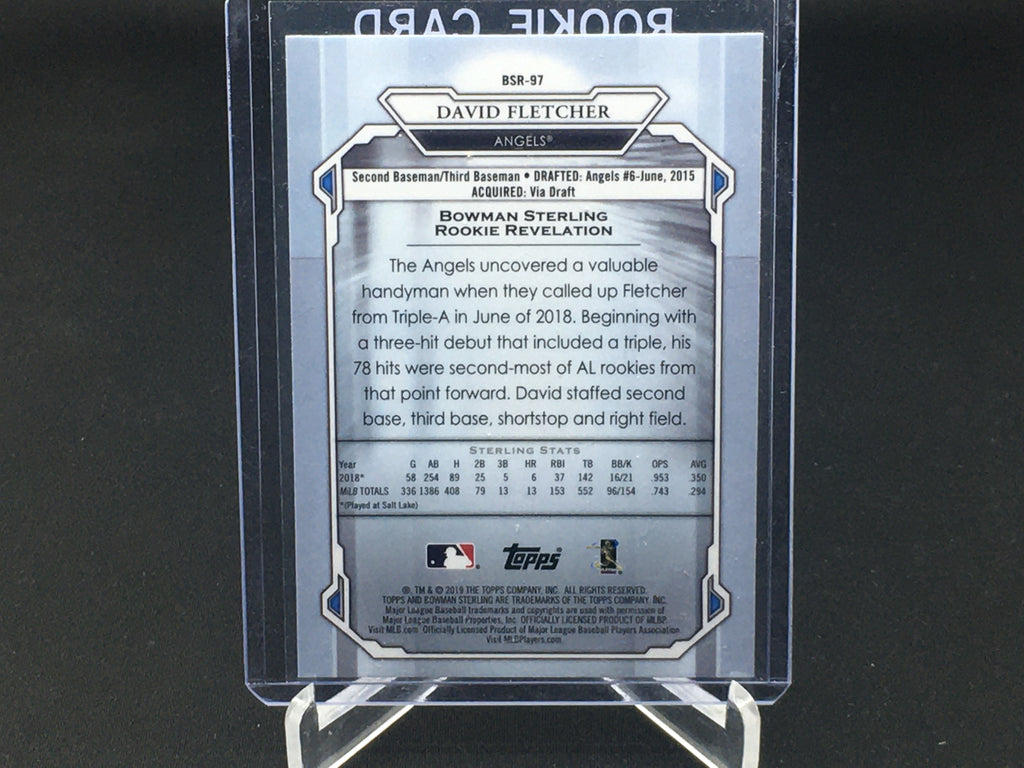 ROOKIE CARD
BSR-97
DAVID FLETCHER
ANGELS®
Second Baseman/Third Baseman • DRAFTED: Angels #6-June, 2015
ACQUIRED: Via Draft
BOWMAN STERLING
ROOKIE REVELATION
The Angels uncovered a valuable
handyman when they called up Fletcher
from Triple-A in June of 2018. Beginning with
a three-hit debut that included a triple, his
78 hits were second-most of AL rookies from
that point forward. David staffed second
base, third base, shortstop and right field.
STERLING STATS
Year G AB H 2B 3B HR RBI TB BB/K OPS AVG
2018* 58 254 89 25 5 6 37 142 16/21 .953 .350
MLB TOTALS 336 1386 408 79 13 13 153 552 96/154 .743 .294
*(Played at Salt Lake)
topps®
®, TM & © 2019 THE TOPPS COMPANY, INC. ALL RIGHTS RESERVED.
TOPPS AND BOWMAN STERLING ARE TRADEMARKS OF THE TOPPS COMPANY, INC.
Major League Baseball trademarks and copyrights are used with permission of
Major League Baseball Properties, Inc. OFFICIALLY LICENSED PRODUCT OF MLBP.
Visit MLB.com. Officially Licensed Product of Major League Baseball Players Association.
Visit MLBPlayers.com.